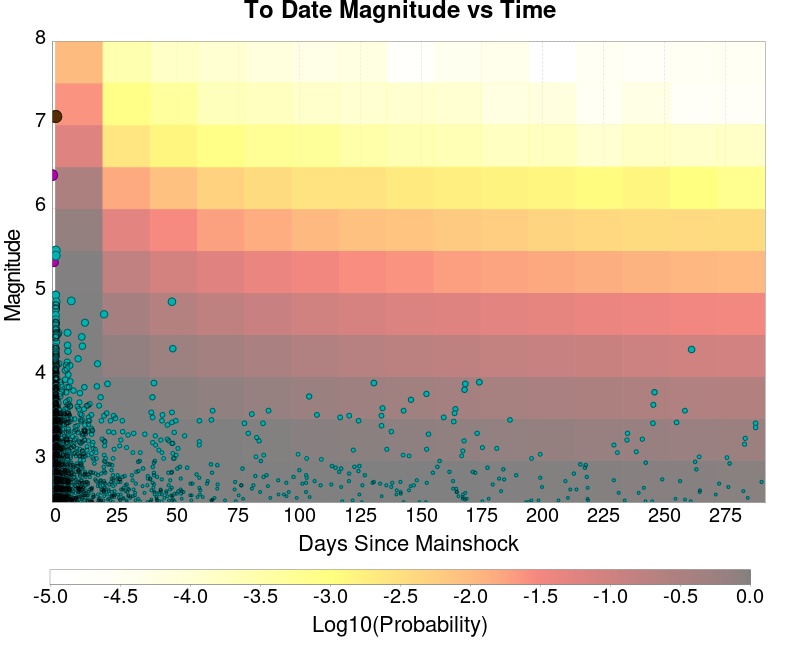 To Date Magnitude vs Time
8
7
6
5
4
3
Magnitude
0 25 50 75 100 125 150 175 200 225 250 275
Days Since Mainshock
-5.0 -4.5 -4.0 -3.5 -3.0 -2.5 -2.0 -1.5 -1.0 -0.5 0.0
Log10(Probability)